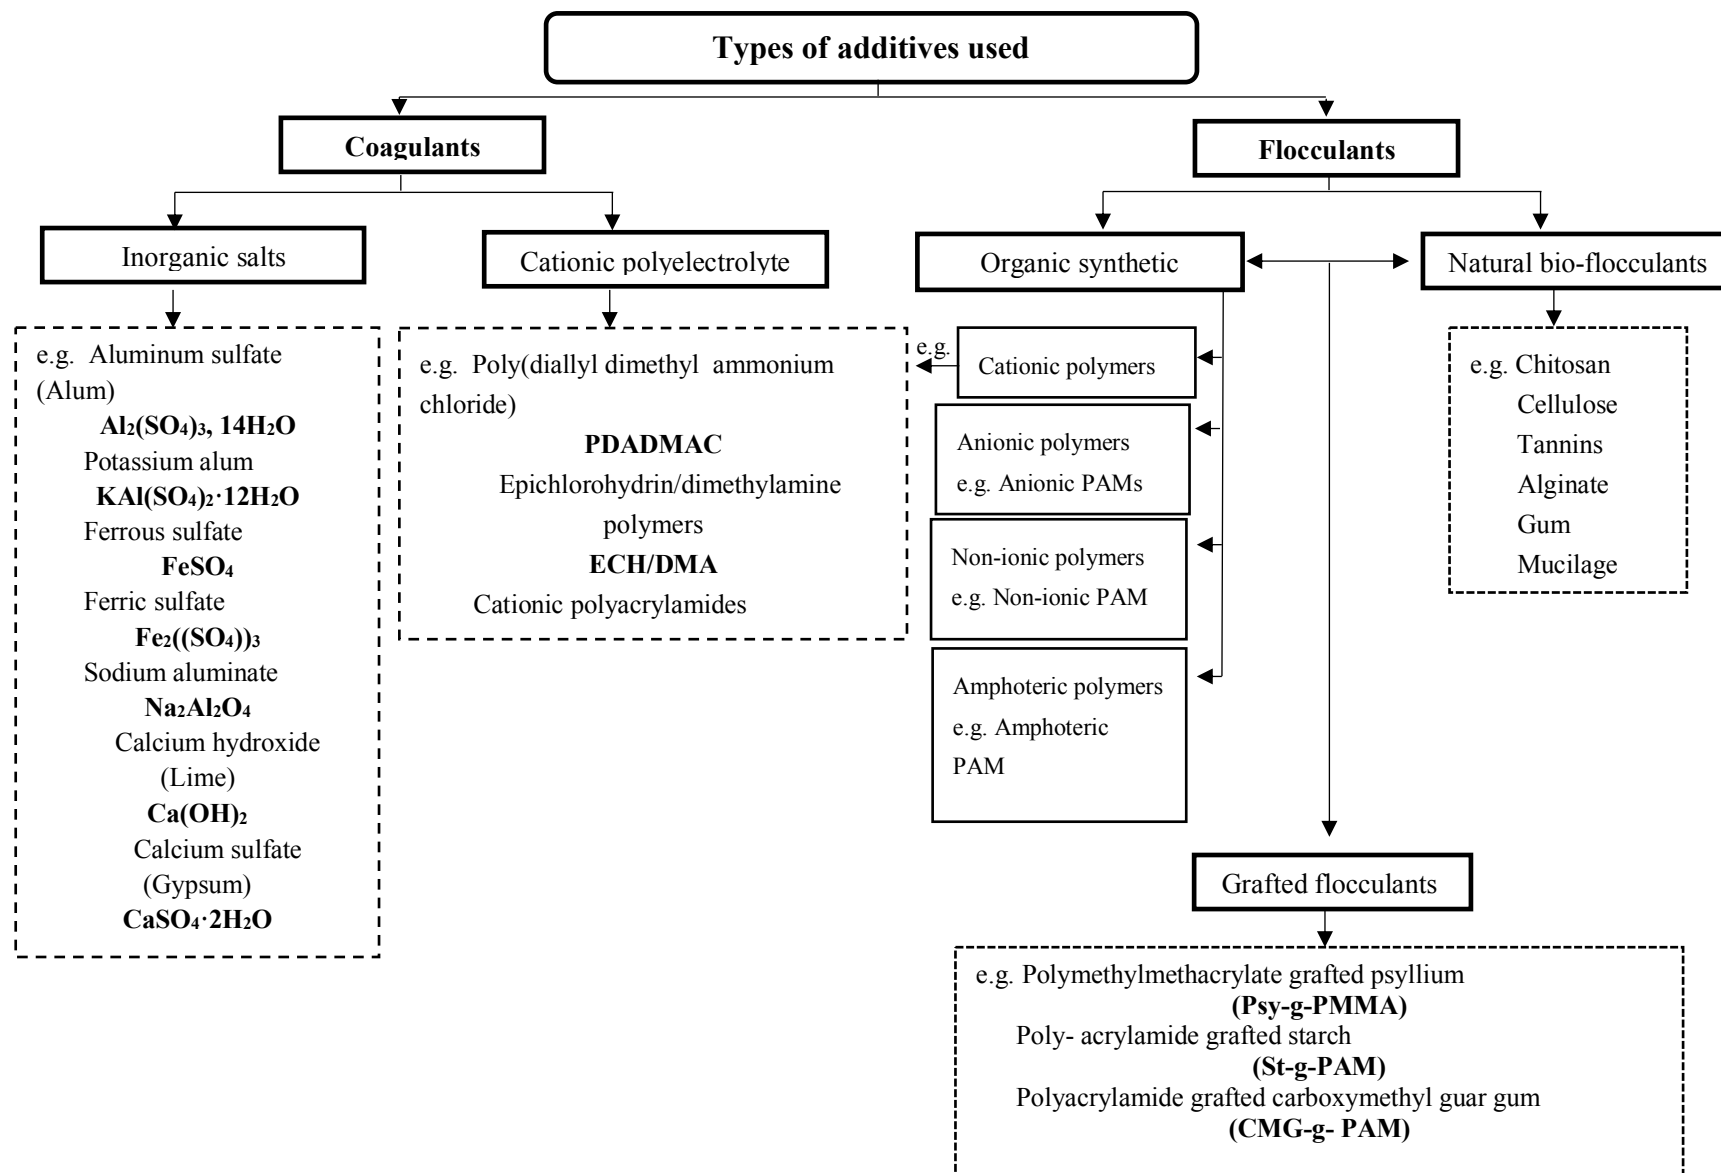 Types of additives used
Coagulants
Flocculants
Inorganic salts
Cationic polyelectrolyte
Organic synthetic
Natural bio-flocculants
e.g. Aluminum sulfate
(Alum)
Al₂(SO₄)₃, 14H₂O
Potassium alum
KAl(SO₄)₂·12H₂O
Ferrous sulfate
FeSO₄
Ferric sulfate
Fe₂((SO₄))₃
Sodium aluminate
Na₂Al₂O₄
Calcium hydroxide
(Lime)
Ca(OH)₂
Calcium sulfate
(Gypsum)
CaSO₄·2H₂O
e.g. Poly(diallyl dimethyl ammonium
chloride)
PDADMAC
Epichlorohydrin/dimethylamine
polymers
ECH/DMA
Cationic polyacrylamides
e.g.
Cationic polymers
Anionic polymers
e.g. Anionic PAMs
Non-ionic polymers
e.g. Non-ionic PAM
Amphoteric polymers
e.g. Amphoteric
PAM
e.g. Chitosan
Cellulose
Tannins
Alginate
Gum
Mucilage
Grafted flocculants
e.g. Polymethylmethacrylate grafted psyllium
(Psy-g-PMMA)
Poly- acrylamide grafted starch
(St-g-PAM)
Polyacrylamide grafted carboxymethyl guar gum
(CMG-g- PAM)